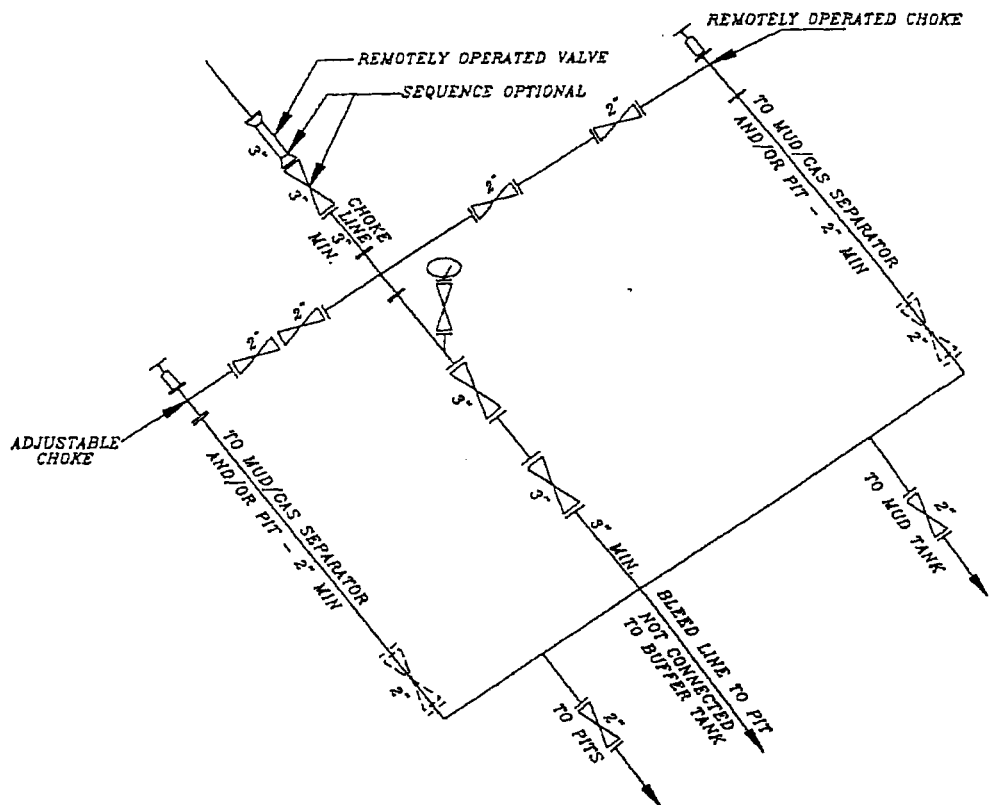 REMOTELY OPERATED CHOKE
REMOTELY OPERATED VALVE
SEQUENCE OPTIONAL
3"
3"
CHOKE
LINE
3"
MIN.
2"
2"
2"
2"
TO MUD/GAS SEPARATOR
AND/OR PIT - 2" MIN
2"
ADJUSTABLE
CHOKE
TO MUD/GAS SEPARATOR
AND/OR PIT - 2" MIN
2"
3"
3"
3" MIN.
BLEED LINE TO PIT
NOT CONNECTED
TO BUFFER TANK
2"
TO MUD TANK
2"
TO PITS